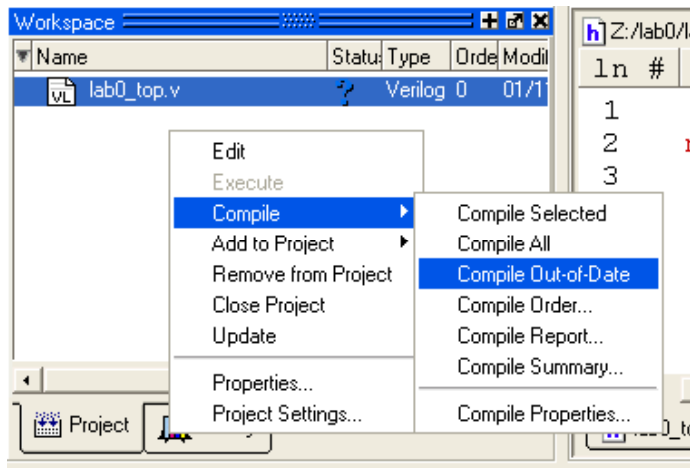 Workspace
Name Statu Type Orde Modil
lab0_top.v ? Verilog 0 01/11
Edit
Execute
Compile
Add to Project
Remove from Project
Close Project
Update
Properties...
Project Settings...
Compile Selected
Compile All
Compile Out-of-Date
Compile Order...
Compile Report...
Compile Summary...
Compile Properties...
Project
h Z:/lab0/l
ln #
1
2
3